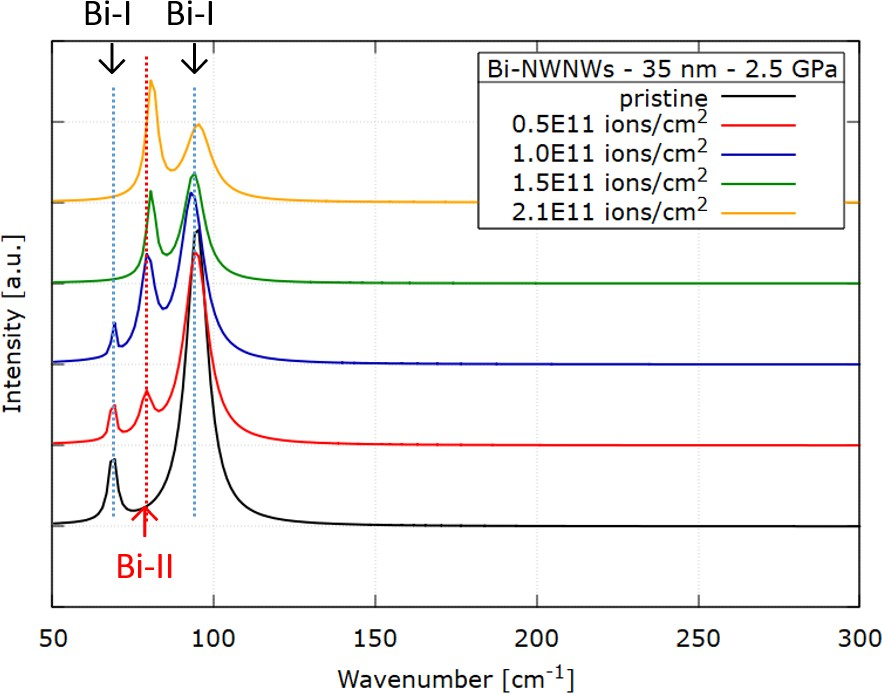 Bi-I Bi-I
Bi-NWNWs - 35 nm - 2.5 GPa
pristine
0.5E11 ions/cm²
1.0E11 ions/cm²
1.5E11 ions/cm²
2.1E11 ions/cm²
Intensity [a.u.]
Bi-II
50 100 150 200 250 300
Wavenumber [cm⁻¹]